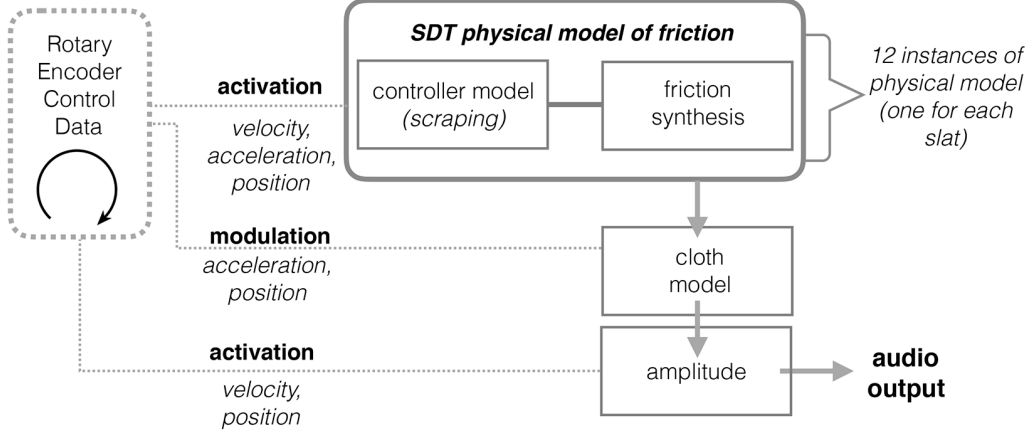 Rotary
Encoder
Control
Data
activation
velocity,
acceleration,
position
SDT physical model of friction
controller model
(scraping)
friction
synthesis
12 instances of
physical model
(one for each
slat)
modulation
acceleration,
position
cloth
model
activation
velocity,
position
amplitude
audio
output